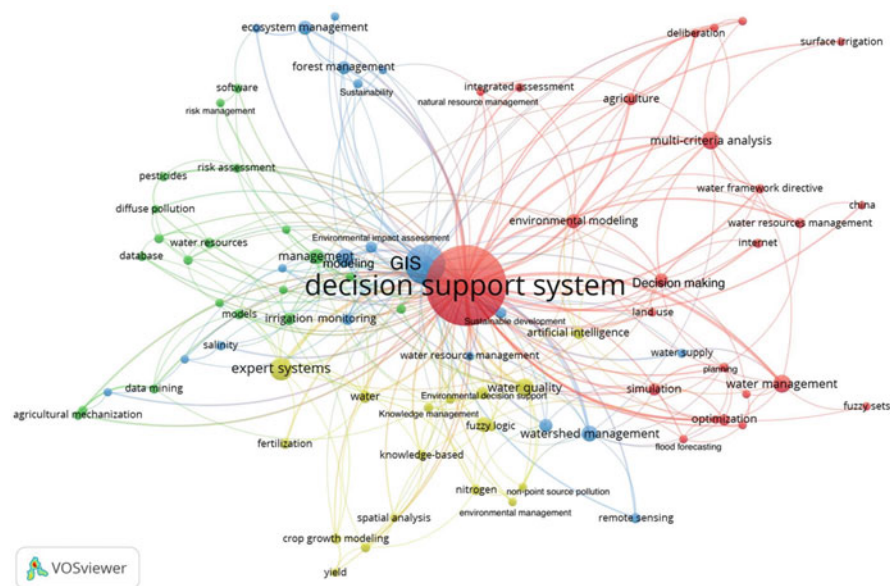 ecosystem management
deliberation
surface irrigation
forest management
software
Sustainability
integrated assessment
natural resource management
agriculture
risk management
multi-criteria analysis
risk assessment
pesticides
water framework directive
china
diffuse pollution
environmental modeling
water resources management
Environmental impact assessment
water resources
internet
database
management
modeling
GIS
decision support system
Decision making
land use
models
irrigation
monitoring
Sustainable development
artificial intelligence
salinity
water resource management
water supply
expert systems
planning
data mining
water
Environmental decision support
water quality
simulation
water management
agricultural mechanization
Knowledge management
fuzzy sets
fuzzy logic
optimization
watershed management
fertilization
flood forecasting
knowledge-based
nitrogen
non-point source pollution
environmental management
spatial analysis
remote sensing
crop growth modeling
yield
VOSviewer